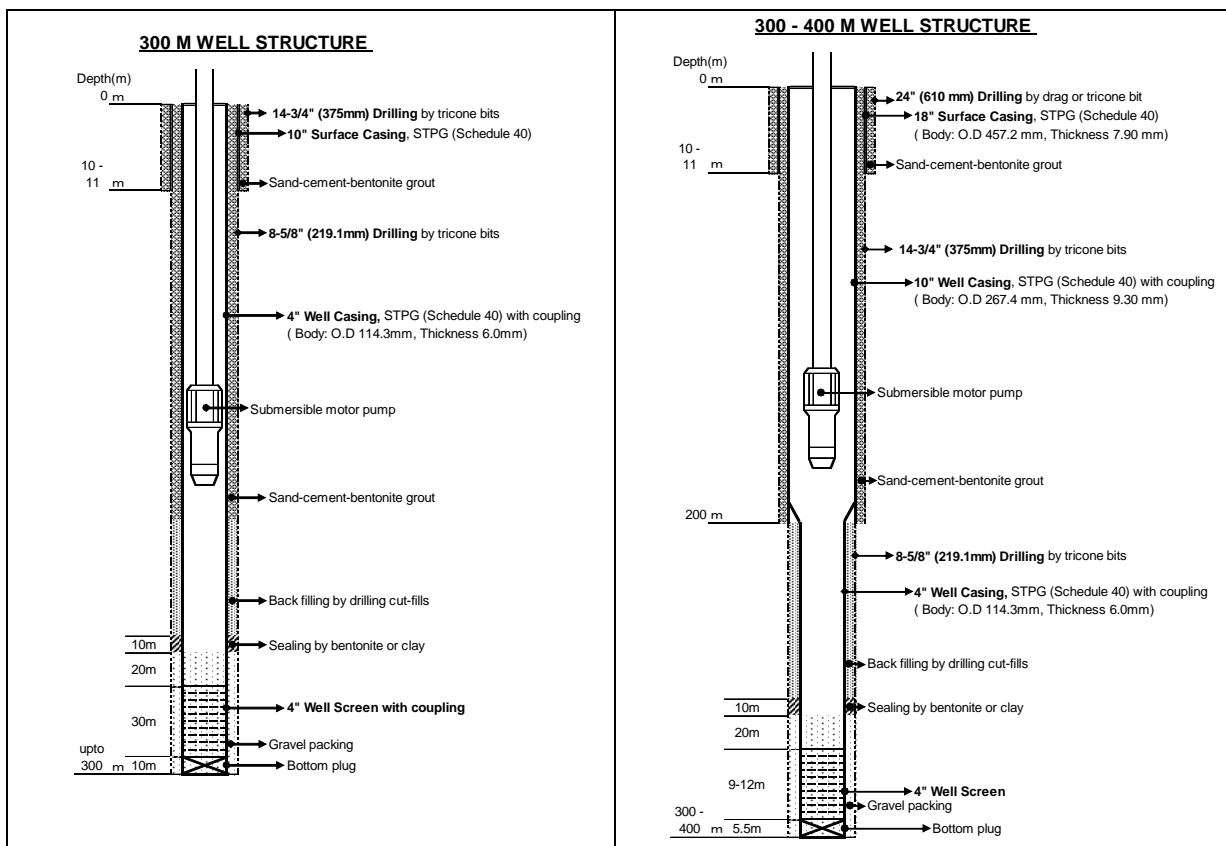 300 M WELL STRUCTURE
Depth(m)
0 m
14-3/4" (375mm) Drilling by tricone bits
10" Surface Casing, STPG (Schedule 40)
10 -
11 m
Sand-cement-bentonite grout
8-5/8" (219.1mm) Drilling by tricone bits
4" Well Casing, STPG (Schedule 40) with coupling
( Body: O.D 114.3mm, Thickness 6.0mm)
Submersible motor pump
Sand-cement-bentonite grout
Back filling by drilling cut-fills
10m
Sealing by bentonite or clay
20m
4" Well Screen with coupling
30m
Gravel packing
upto
300 m 10m
Bottom plug
300 - 400 M WELL STRUCTURE
Depth(m)
0 m
24" (610 mm) Drilling by drag or tricone bit
18" Surface Casing, STPG (Schedule 40)
( Body: O.D 457.2 mm, Thickness 7.90 mm)
10 -
11 m
Sand-cement-bentonite grout
14-3/4" (375mm) Drilling by tricone bits
10" Well Casing, STPG (Schedule 40) with coupling
( Body: O.D 267.4 mm, Thickness 9.30 mm)
Submersible motor pump
Sand-cement-bentonite grout
200 m
8-5/8" (219.1mm) Drilling by tricone bits
4" Well Casing, STPG (Schedule 40) with coupling
( Body: O.D 114.3mm, Thickness 6.0mm)
Back filling by drilling cut-fills
10m
Sealing by bentonite or clay
20m
9-12m
4" Well Screen
Gravel packing
300 -
400 m 5.5m
Bottom plug